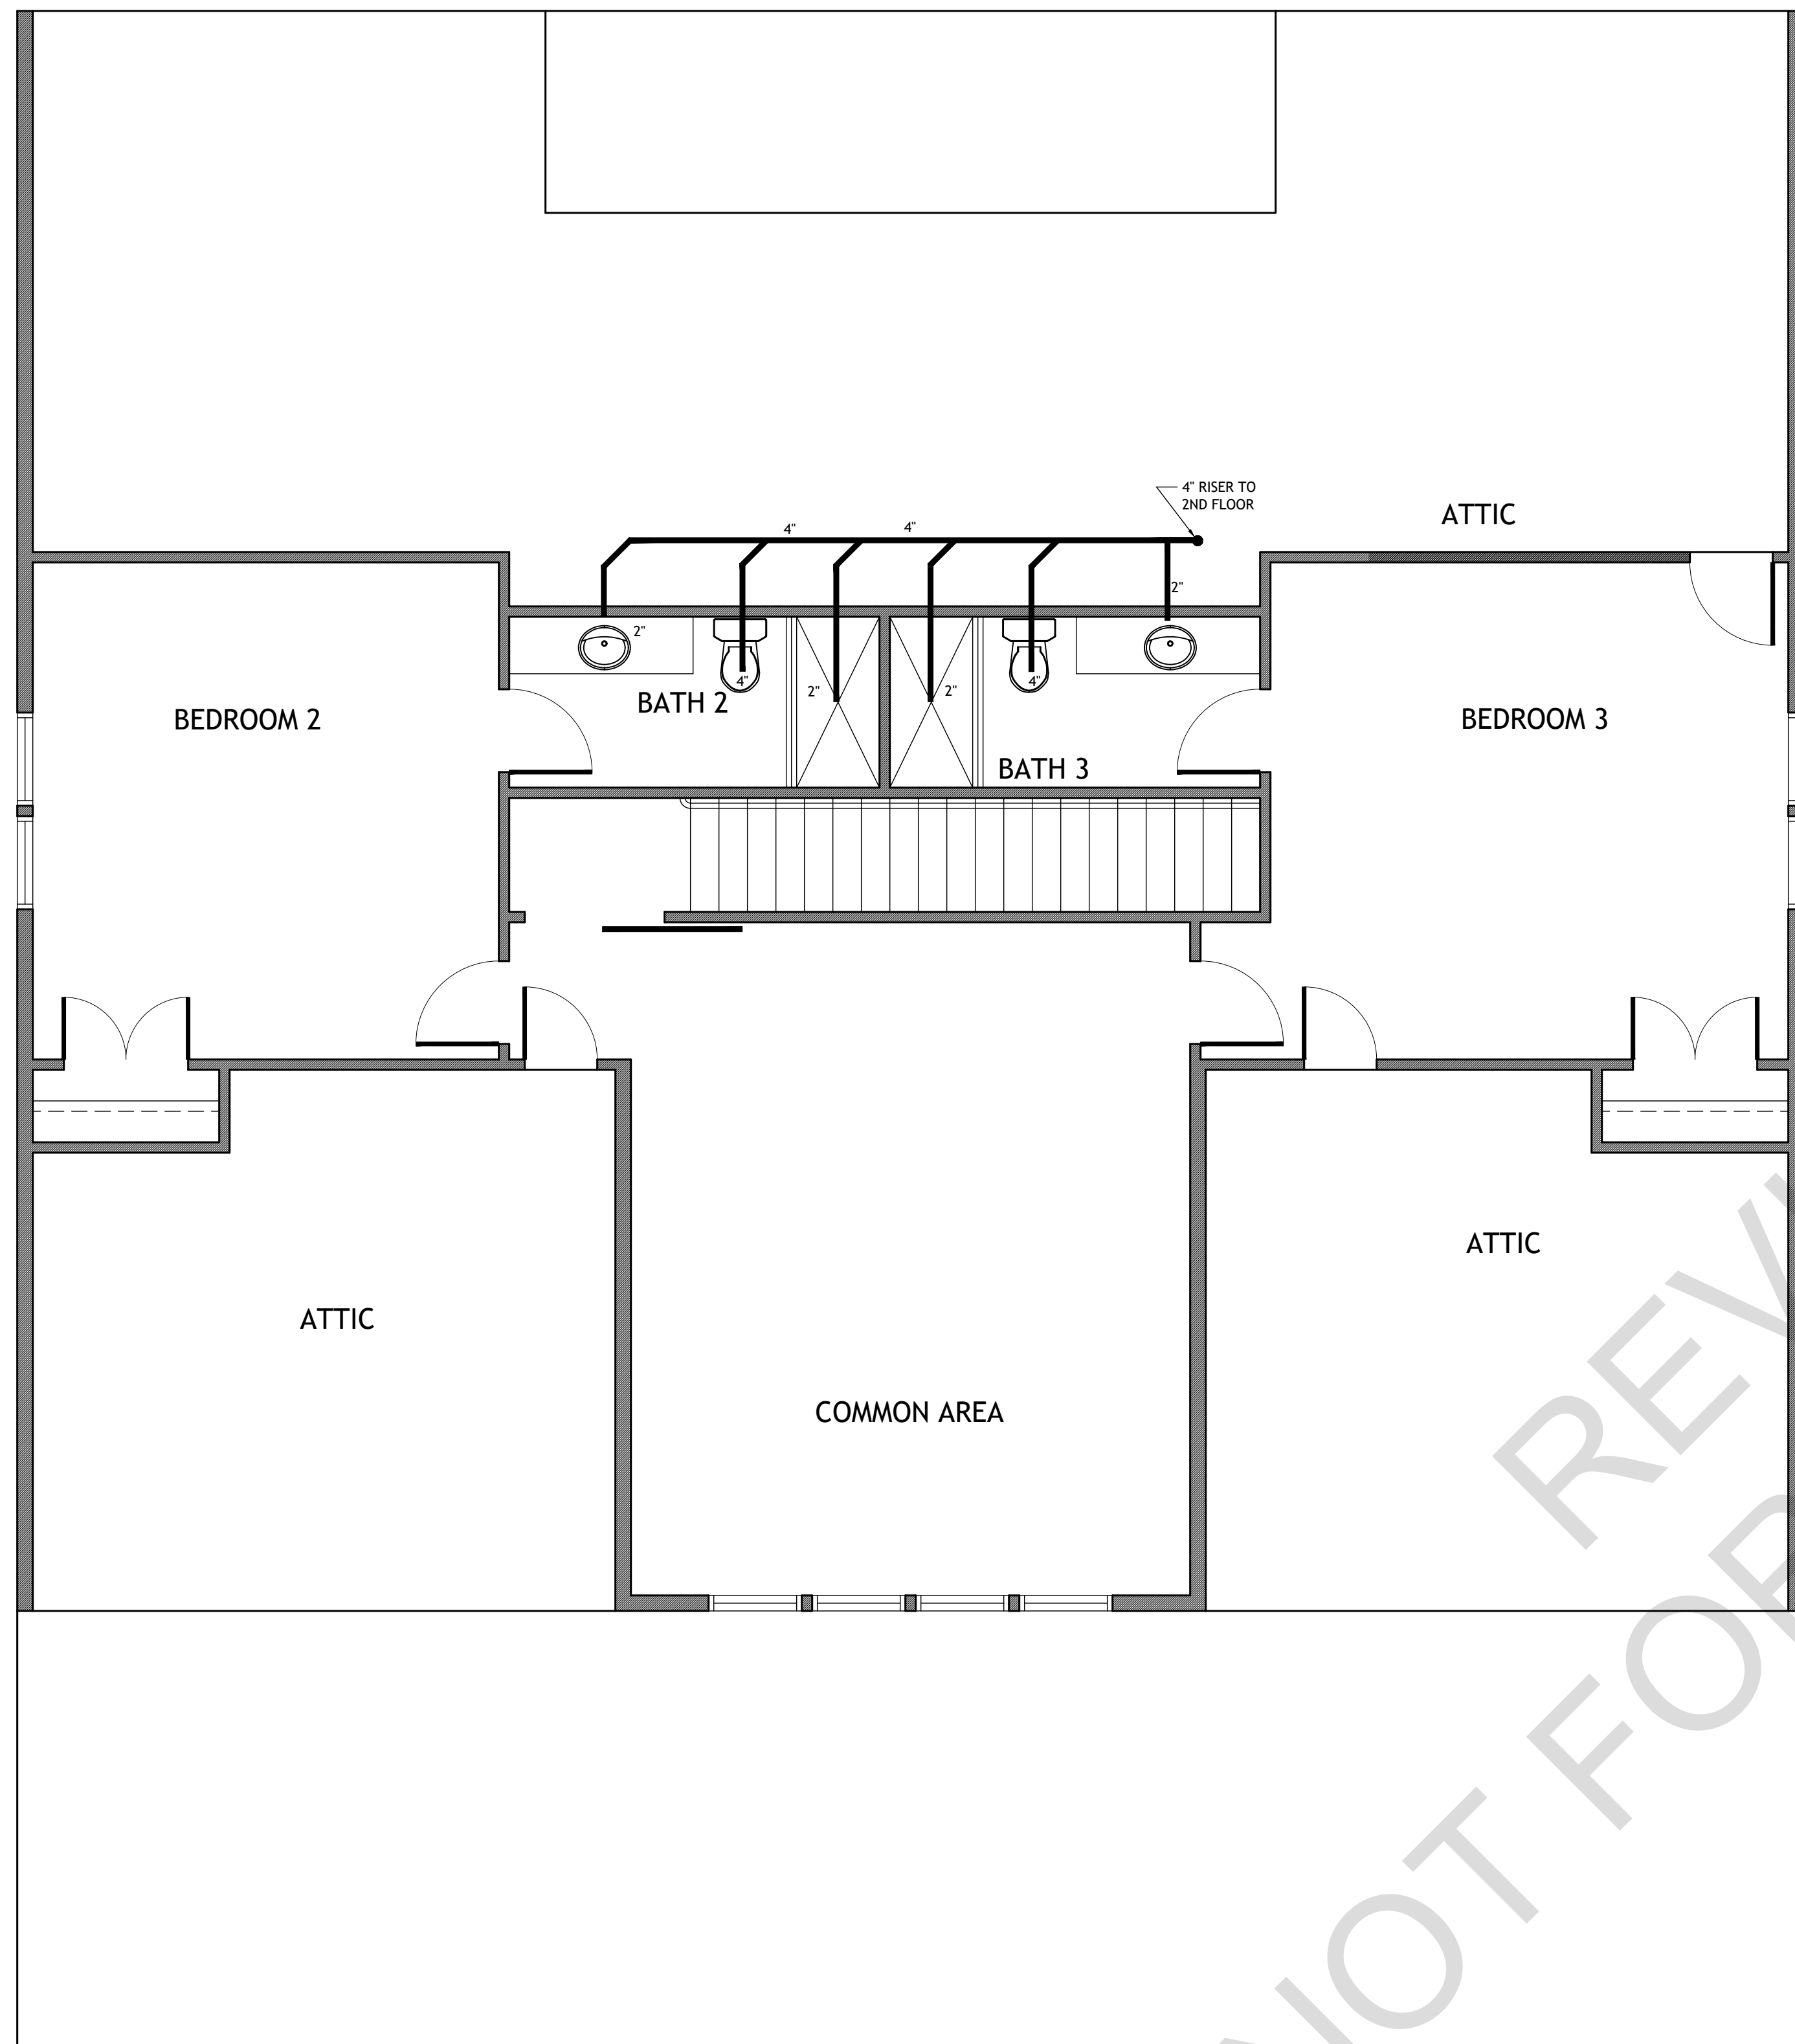 4" RISER TO
2ND FLOOR
ATTIC
4"
4"
2"
2"
4"
2"
2"
4"
BATH 2
BEDROOM 2
BEDROOM 3
BATH 3
ATTIC
ATTIC
COMMON AREA
REV
NOT FOR